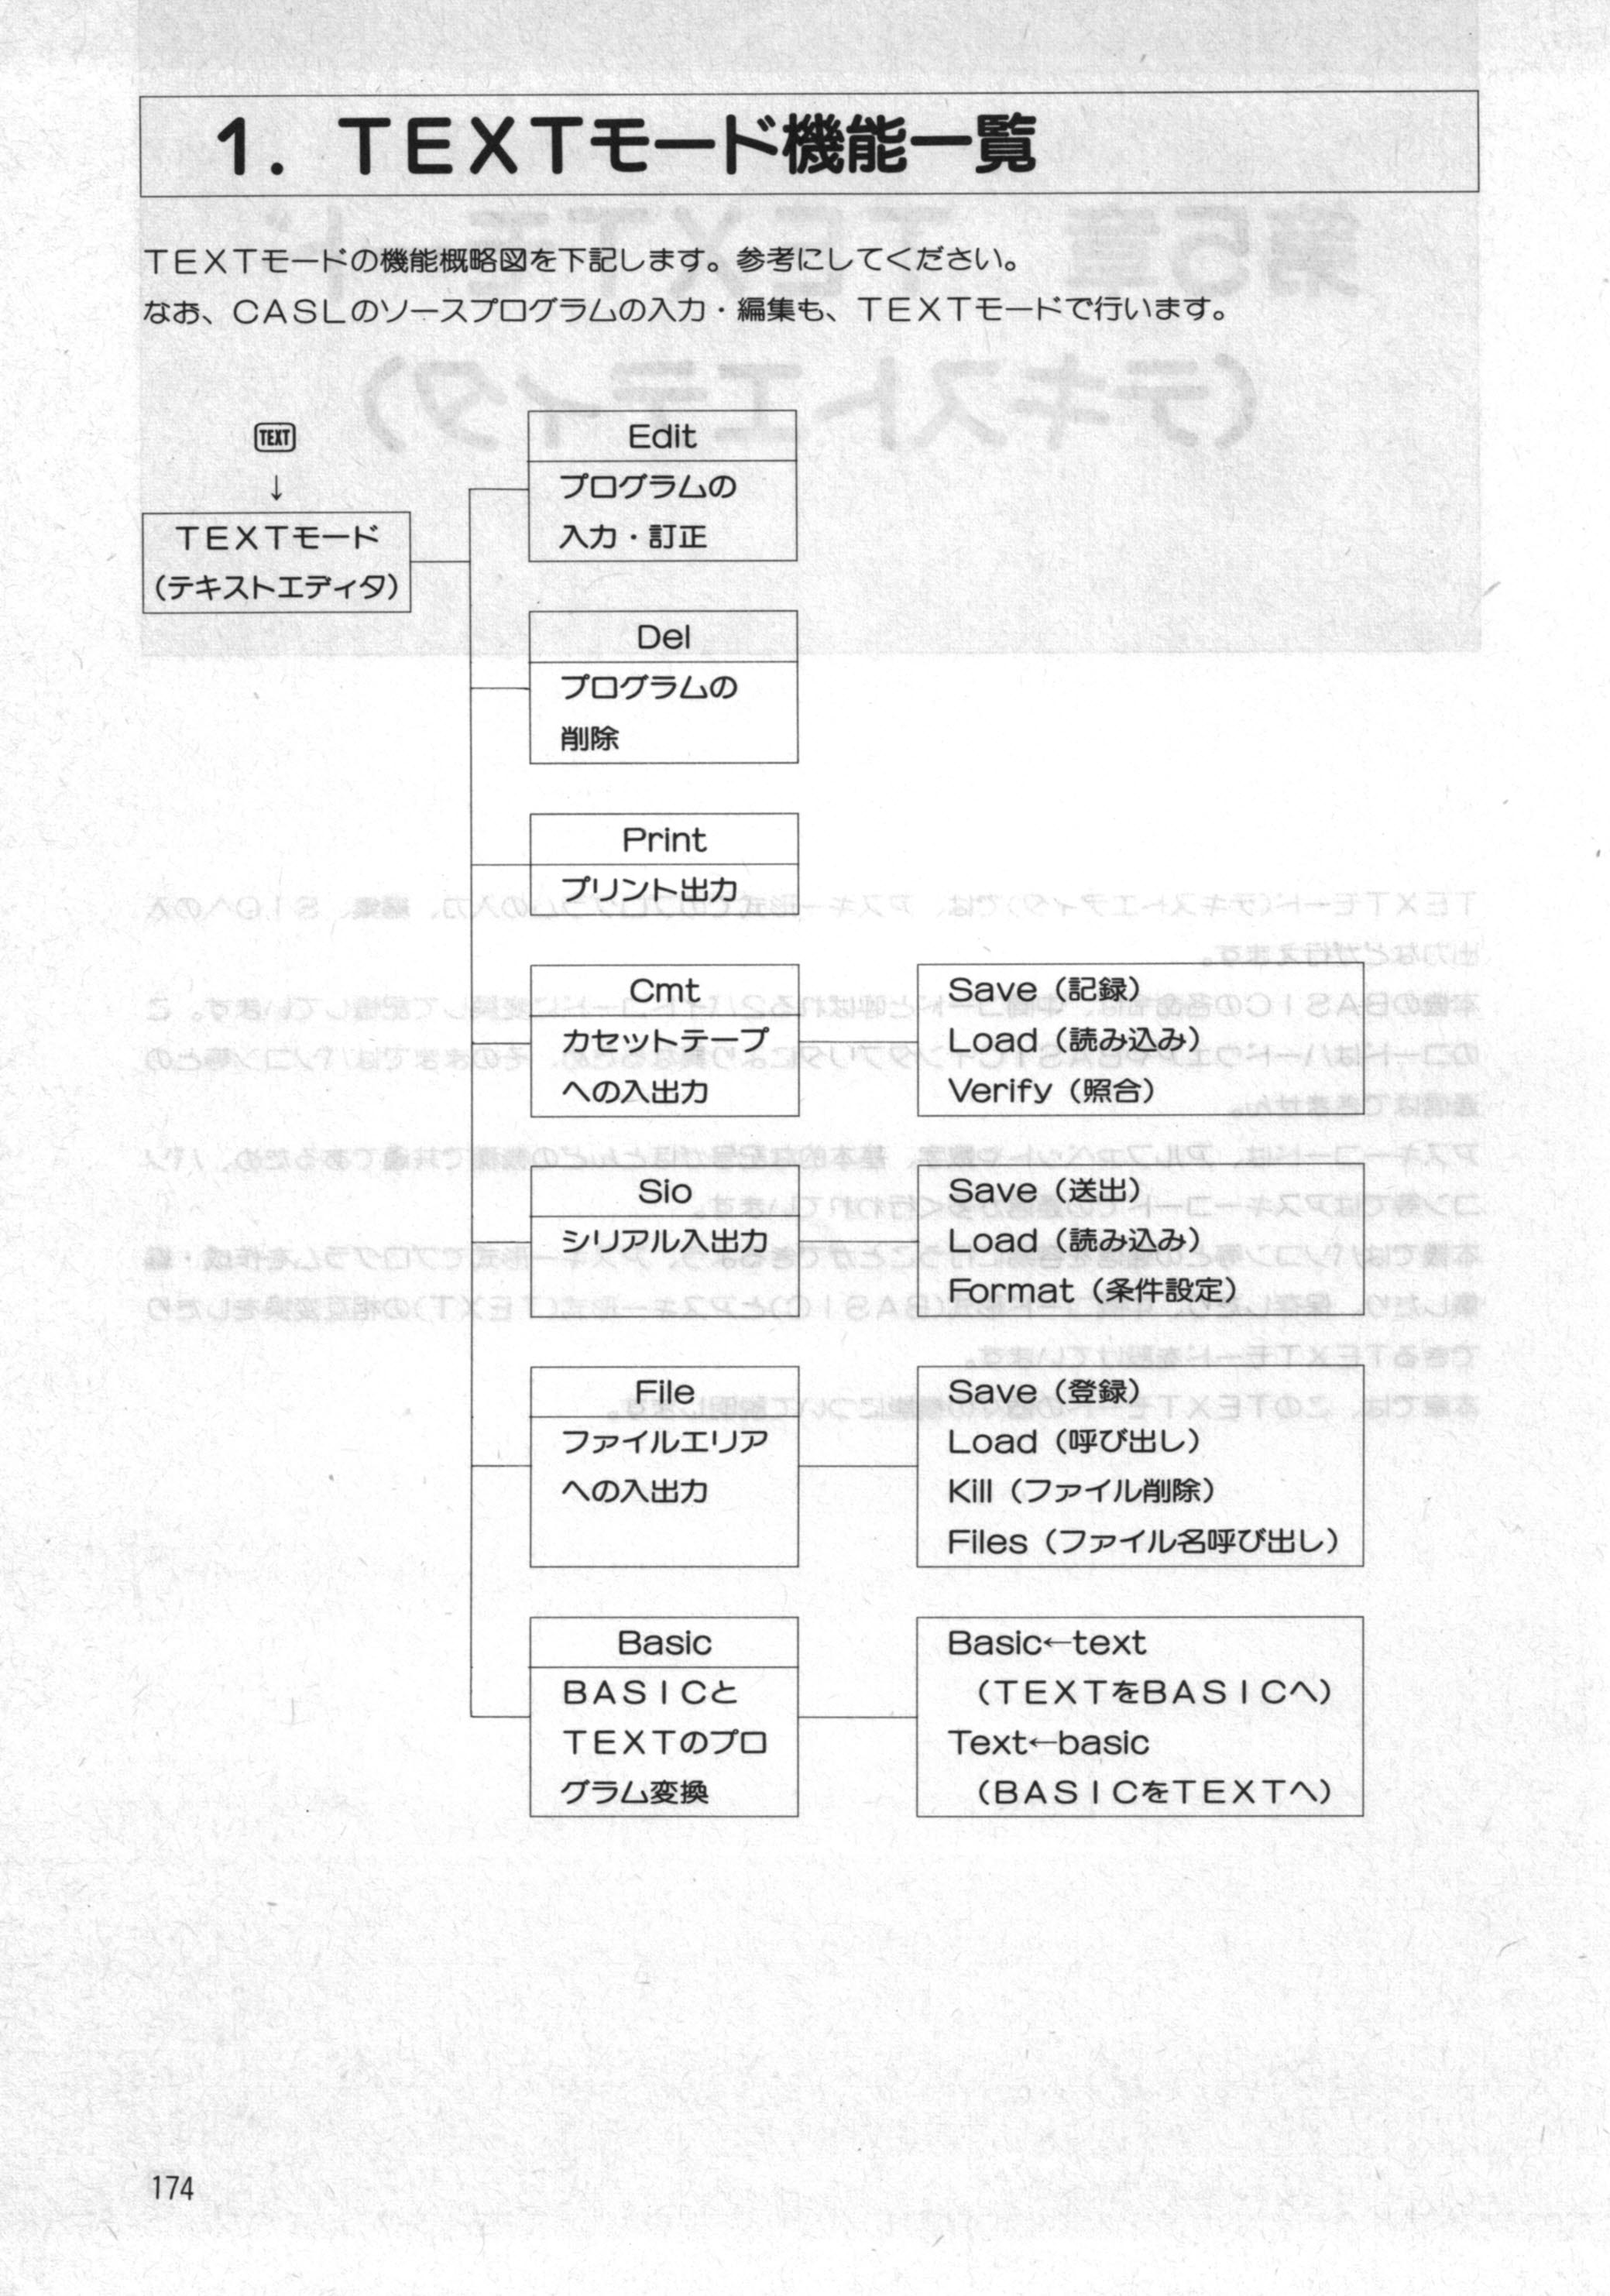 １．ＴＥＸＴモード機能一覧
ＴＥＸＴモードの機能概略図を下記します。参考にしてください。
なお、ＣＡＳＬのソースプログラムの入力・編集も、ＴＥＸＴモードで行います。
TEXT
↓
ＴＥＸＴモード
（テキストエディタ）
Edit
プログラムの
入力・訂正
Del
プログラムの
削除
Print
プリント出力
Cmt
カセットテープ
への入出力
Save（記録）
Load（読み込み）
Verify（照合）
Sio
シリアル入出力
Save（送出）
Load（読み込み）
Format（条件設定）
File
ファイルエリア
への入出力
Save（登録）
Load（呼び出し）
Kill（ファイル削除）
Files（ファイル名呼び出し）
Basic
ＢＡＳＩＣと
ＴＥＸＴのプロ
グラム変換
Basic←text
（ＴＥＸＴをＢＡＳＩＣへ）
Text←basic
（ＢＡＳＩＣをＴＥＸＴへ）
174